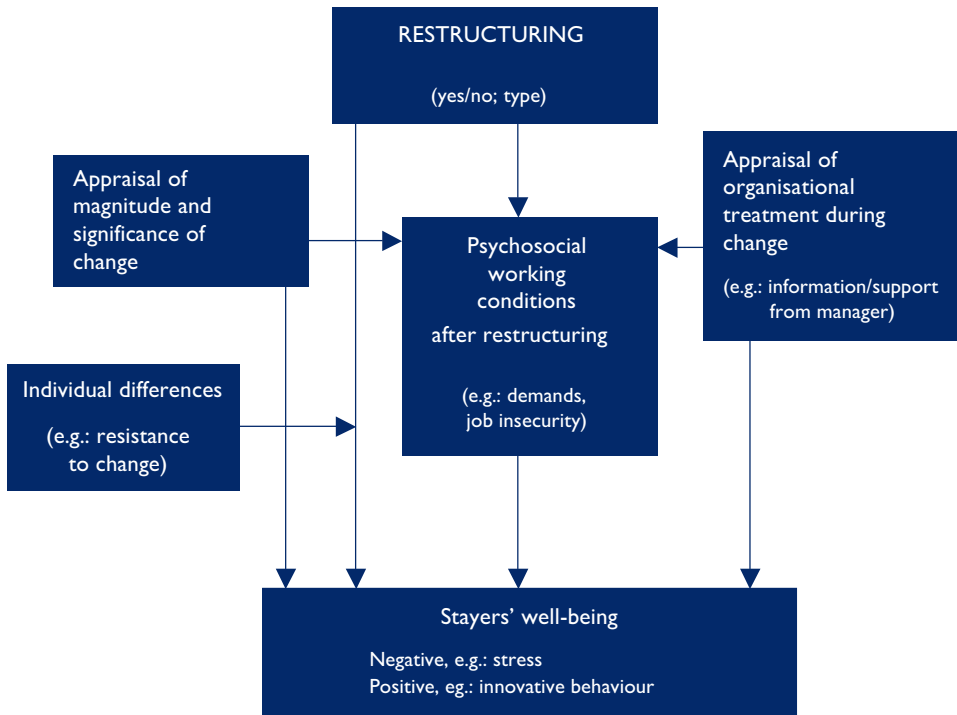 RESTRUCTURING
(yes/no; type)
Appraisal of
magnitude and
significance of
change
Appraisal of
organisational
treatment during
change
(e.g.: information/support
from manager)
Psychosocial
working
conditions
after restructuring
(e.g.: demands,
job insecurity)
Individual differences
(e.g.: resistance
to change)
Stayers’ well-being
Negative, e.g.: stress
Positive, eg.: innovative behaviour